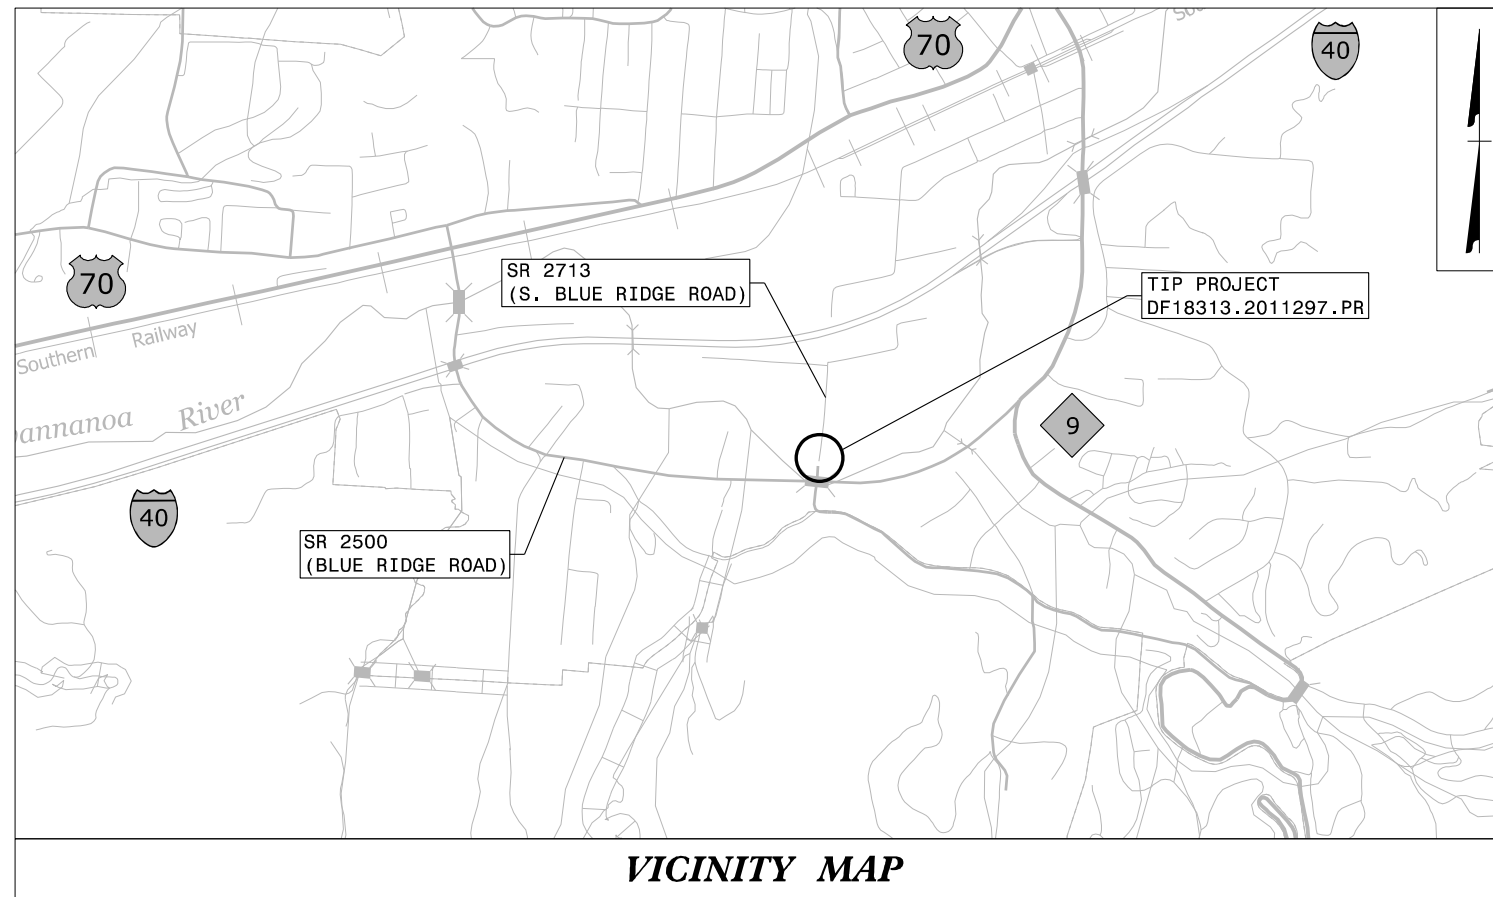 70
40
SR 2713
(S. BLUE RIDGE ROAD)
TIP PROJECT
DF18313.2011297.PR
70
Southern Railway
River
9
40
SR 2500
(BLUE RIDGE ROAD)
VICINITY MAP